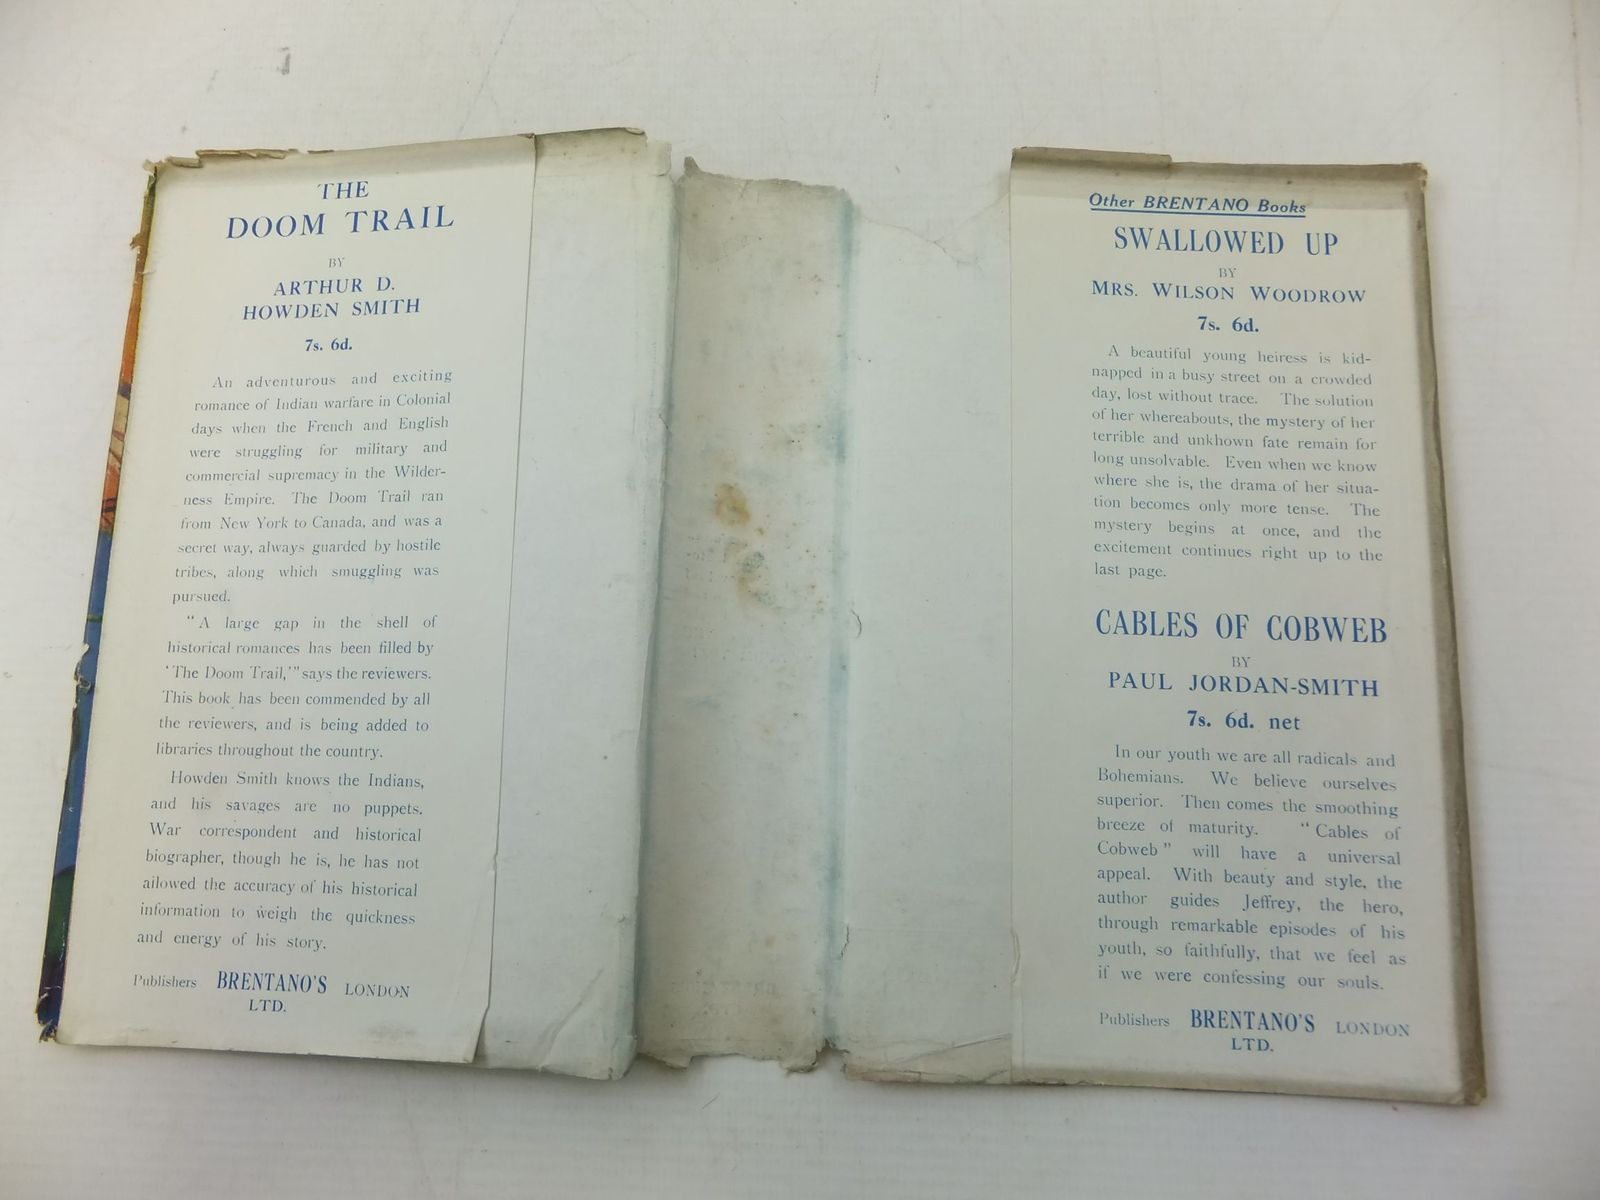 THE
DOOM TRAIL
BY
ARTHUR D.
HOWDEN SMITH
7s. 6d.
An adventurous and exciting
romance of Indian warfare in Colonial
days when the French and English
were struggling for military and
commercial supremacy in the Wilder-
ness Empire. The Doom Trail ran
from New York to Canada, and was a
secret way, always guarded by hostile
tribes, along which smuggling was
pursued.
"A large gap in the shell of
historical romances has been filled by
'The Doom Trail,'" says the reviewers.
This book has been commended by all
the reviewers, and is being added to
libraries throughout the country.
Howden Smith knows the Indians,
and his savages are no puppets.
War correspondent and historical
biographer, though he is, he has not
allowed the accuracy of his historical
information to weigh the quickness
and energy of his story.
Publishers BRENTANO'S LONDON
LTD.
Other BRENTANO Books
SWALLOWED UP
BY
MRS. WILSON WOODROW
7s. 6d.
A beautiful young heiress is kid-
napped in a busy street on a crowded
day, lost without trace. The solution
of her whereabouts, the mystery of her
terrible and unkhown fate remain for
long unsolvable. Even when we know
where she is, the drama of her situa-
tion becomes only more tense. The
mystery begins at once, and the
excitement continues right up to the
last page.
CABLES OF COBWEB
BY
PAUL JORDAN-SMITH
7s. 6d. net
In our youth we are all radicals and
Bohemians. We believe ourselves
superior. Then comes the smoothing
breeze of maturity. "Cables of
Cobweb" will have a universal
appeal. With beauty and style, the
author guides Jeffrey, the hero,
through remarkable episodes of his
youth, so faithfully, that we feel as
if we were confessing our souls.
Publishers BRENTANO'S LONDON
LTD.